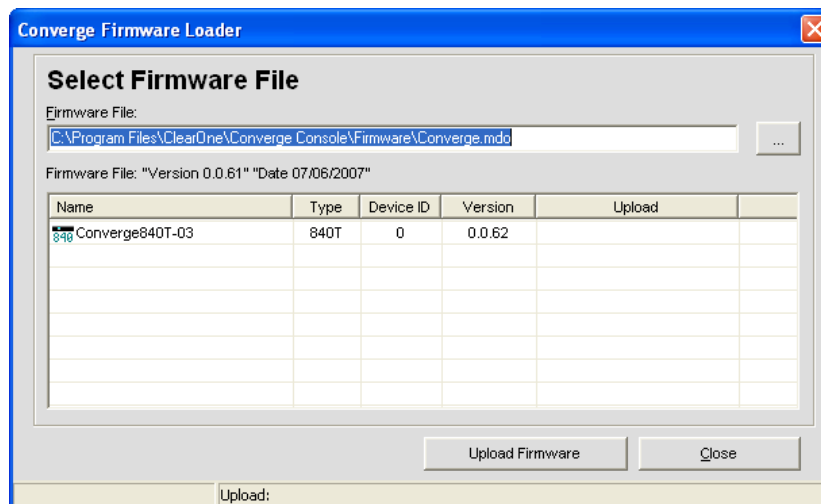 Converge Firmware Loader
Select Firmware File
Firmware File:
C:\Program Files\ClearOne\Converge Console\Firmware\Converge.mdo
...
Firmware File: "Version 0.0.61" "Date 07/06/2007"
Name Type Device ID Version Upload
840 Converge840T-03 840T 0 0.0.62
Upload Firmware Close
Upload: